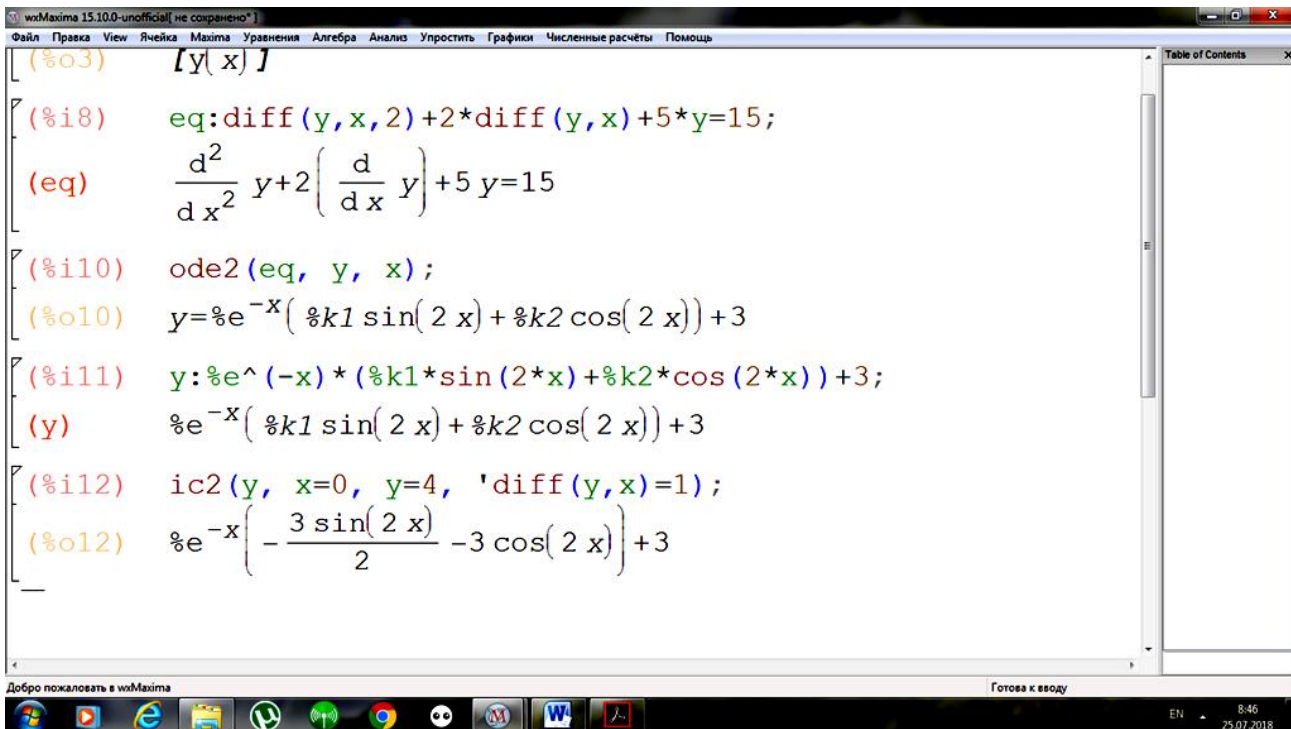 wxMaxima 15.10.0-unofficial[ не сохранено* ]
Файл Правка View Ячейка Maxima Уравнения Алгебра Анализ Упростить Графики Численные расчёты Помощь
Table of Contents
(%o3) [y(x)]
(%i8) eq:diff(y,x,2)+2*diff(y,x)+5*y=15;
(eq) d²/dx² y+2(d/dx y)+5 y=15
(%i10) ode2(eq, y, x);
(%o10) y=%e^-x(%k1 sin(2 x)+%k2 cos(2 x))+3
(%i11) y:%e^(-x)*(%k1*sin(2*x)+%k2*cos(2*x))+3;
(y) %e^-x(%k1 sin(2 x)+%k2 cos(2 x))+3
(%i12) ic2(y, x=0, y=4, 'diff(y,x)=1);
(%o12) %e^-x(-3 sin(2 x)/2-3 cos(2 x))+3
Добро пожаловать в wxMaxima
Готова к вводу
W
EN
8:46
25.07.2018